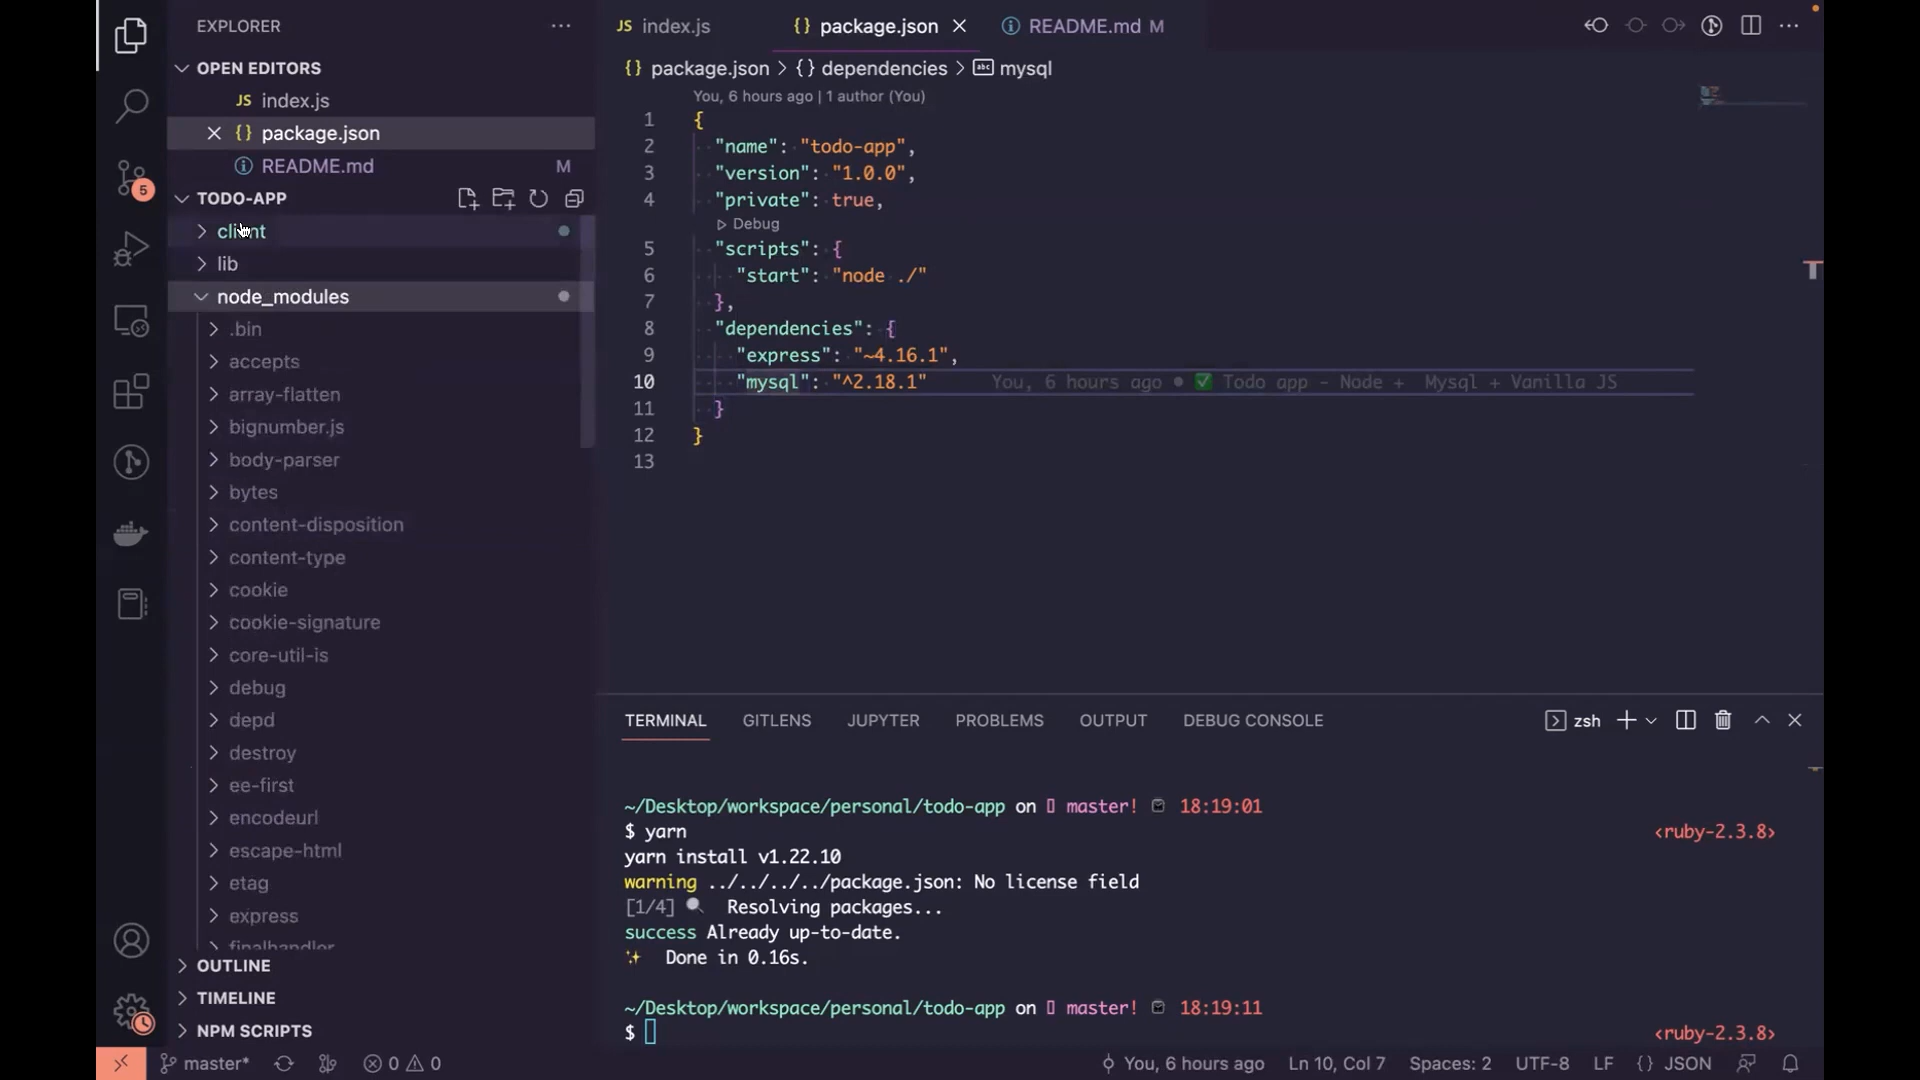 EXPLORER
OPEN EDITORS
JS index.js
{} package.json
README.md M
TODO-APP
client
lib
node_modules
.bin
accepts
array-flatten
bignumber.js
body-parser
bytes
content-disposition
content-type
cookie
cookie-signature
core-util-is
debug
depd
destroy
ee-first
encodeurl
escape-html
etag
express
finalhandler
OUTLINE
TIMELINE
NPM SCRIPTS
5
JS index.js
{} package.json
README.md M
{} package.json > {} dependencies > abc mysql
You, 6 hours ago | 1 author (You)
1 {
2 "name": "todo-app",
3 "version": "1.0.0",
4 "private": true,
Debug
5 "scripts": {
6 "start": "node ./"
7 },
8 "dependencies": {
9 "express": "~4.16.1",
10 "mysql": "^2.18.1" You, 6 hours ago • ✅ Todo app - Node + Mysql + Vanilla JS
11 }
12 }
13
TERMINAL GITLENS JUPYTER PROBLEMS OUTPUT DEBUG CONSOLE zsh
~/Desktop/workspace/personal/todo-app on master! 18:19:01
$ yarn <ruby-2.3.8>
yarn install v1.22.10
warning ../../../../package.json: No license field
[1/4] 🔍 Resolving packages...
success Already up-to-date.
✨ Done in 0.16s.
~/Desktop/workspace/personal/todo-app on master! 18:19:11
$ <ruby-2.3.8>
master* 0 0 You, 6 hours ago Ln 10, Col 7 Spaces: 2 UTF-8 LF {} JSON